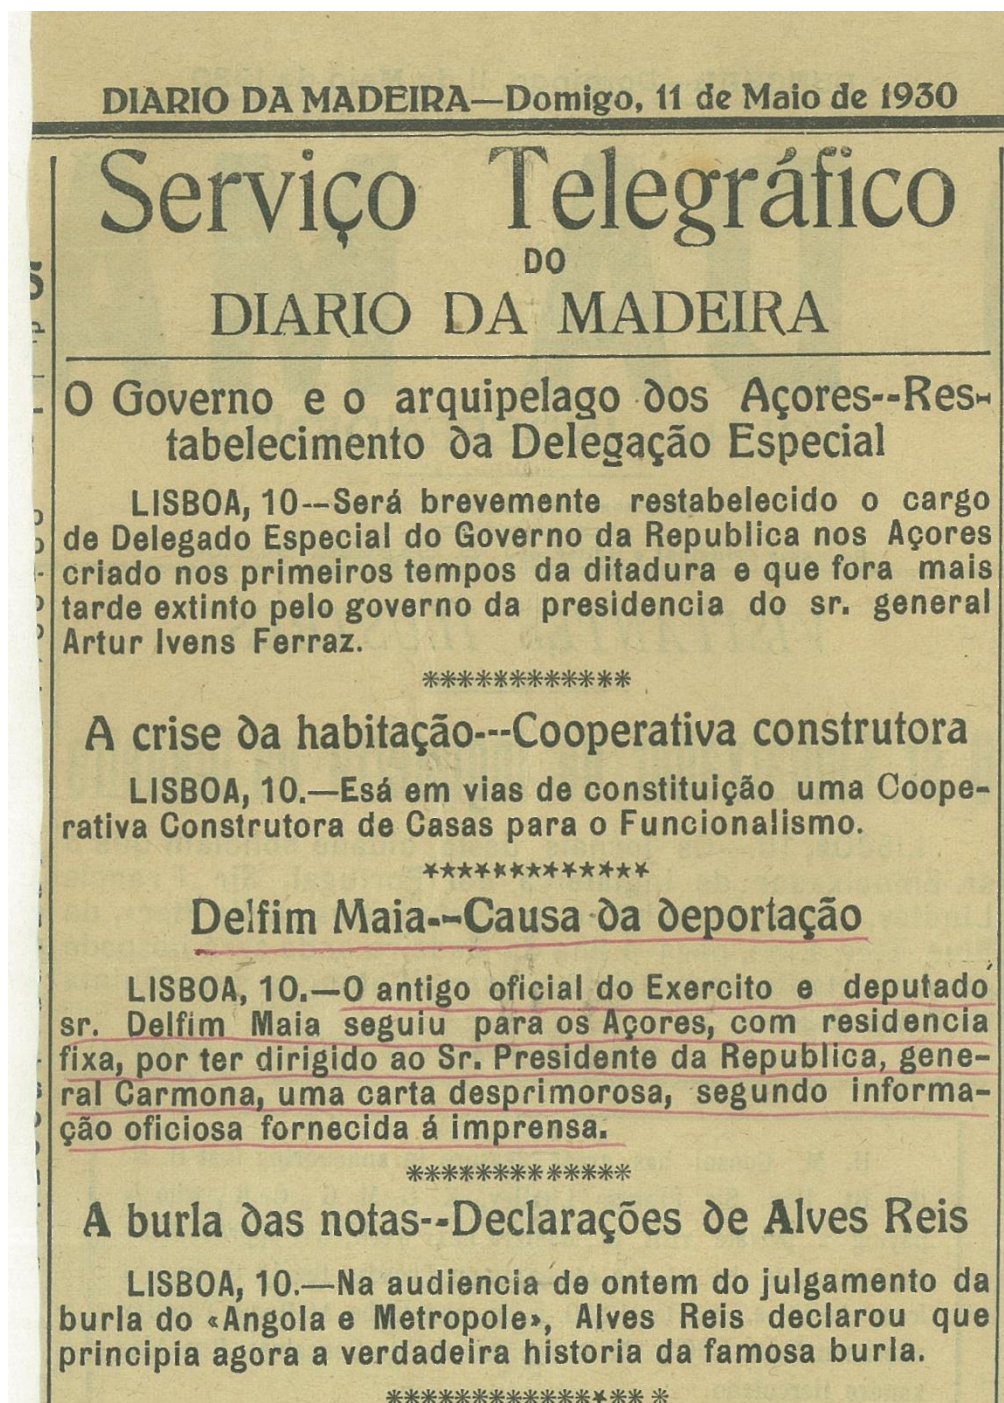 DIARIO DA MADEIRA—Domigo, 11 de Maio de 1930
Serviço Telegráfico
DO
DIARIO DA MADEIRA
O Governo e o arquipelago dos Açores--Res-
tabelecimento da Delegação Especial
LISBOA, 10--Será brevemente restabelecido o cargo
de Delegado Especial do Governo da Republica nos Açores
criado nos primeiros tempos da ditadura e que fora mais
tarde extinto pelo governo da presidencia do sr. general
Artur Ivens Ferraz.
************
A crise da habitação---Cooperativa construtora
LISBOA, 10.—Esá em vias de constituição uma Coope-
rativa Construtora de Casas para o Funcionalismo.
*************
Delfim Maia--Causa da deportação
LISBOA, 10.—O antigo oficial do Exercito e deputado
sr. Delfim Maia seguiu para os Açores, com residencia
fixa, por ter dirigido ao Sr. Presidente da Republica, gene-
ral Carmona, uma carta desprimorosa, segundo informa-
ção oficiosa fornecida á imprensa.
*************
A burla das notas--Declarações de Alves Reis
LISBOA, 10.—Na audiencia de ontem do julgamento da
burla do «Angola e Metropole», Alves Reis declarou que
principia agora a verdadeira historia da famosa burla.
**************** *